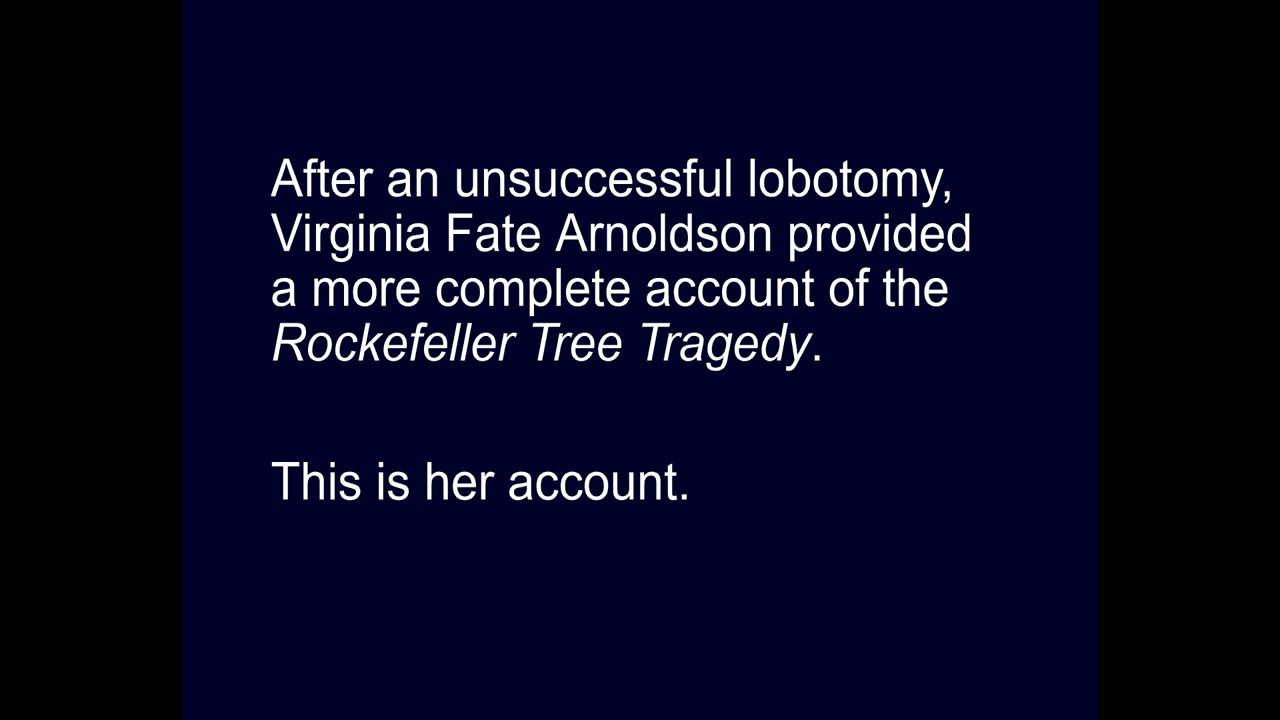 After an unsuccessful lobotomy,
Virginia Fate Arnoldson provided
a more complete account of the
Rockefeller Tree Tragedy.
This is her account.